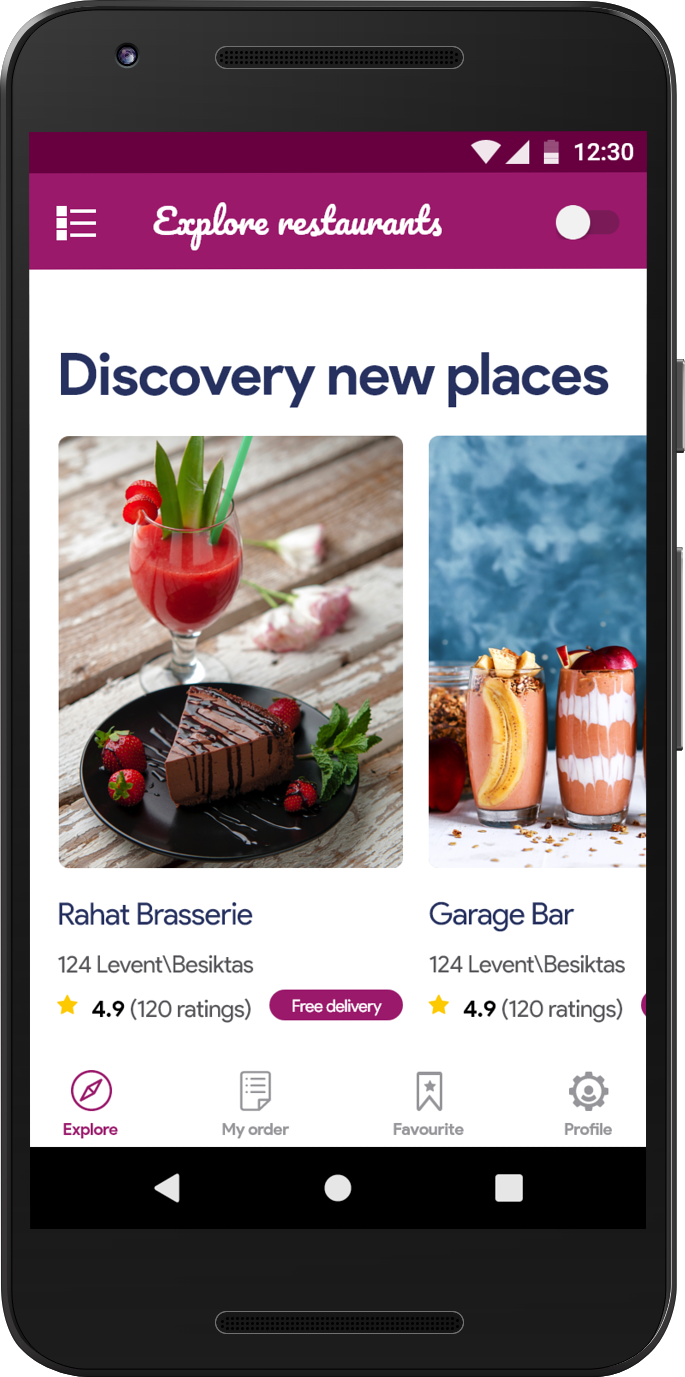 12:30
Explore restaurants
Discovery new places
Rahat Brasserie
Garage Bar
124 Levent\Besiktas
124 Levent\Besiktas
4.9 (120 ratings)
Free delivery
4.9 (120 ratings)
Explore
My order
Favourite
Profile